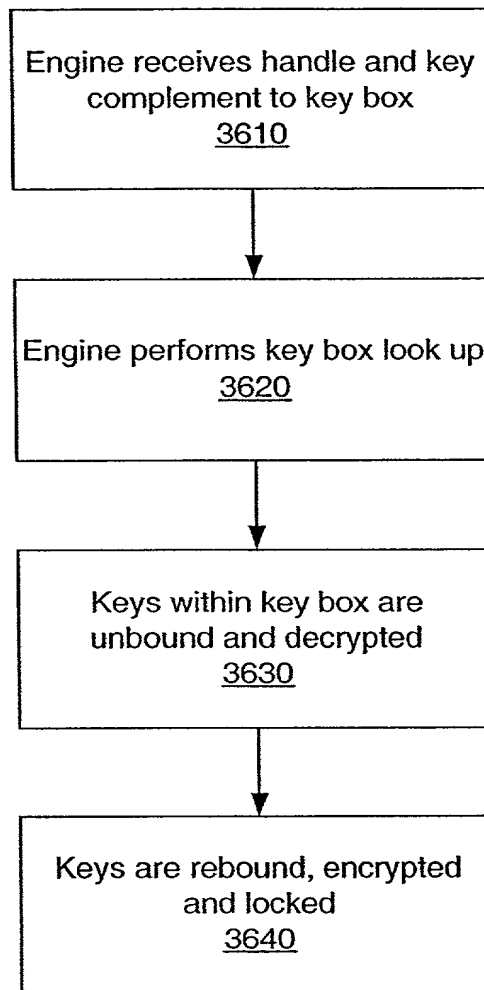 Engine receives handle and key
complement to key box
3610
Engine performs key box look up
3620
Keys within key box are
unbound and decrypted
3630
Keys are rebound, encrypted
and locked
3640